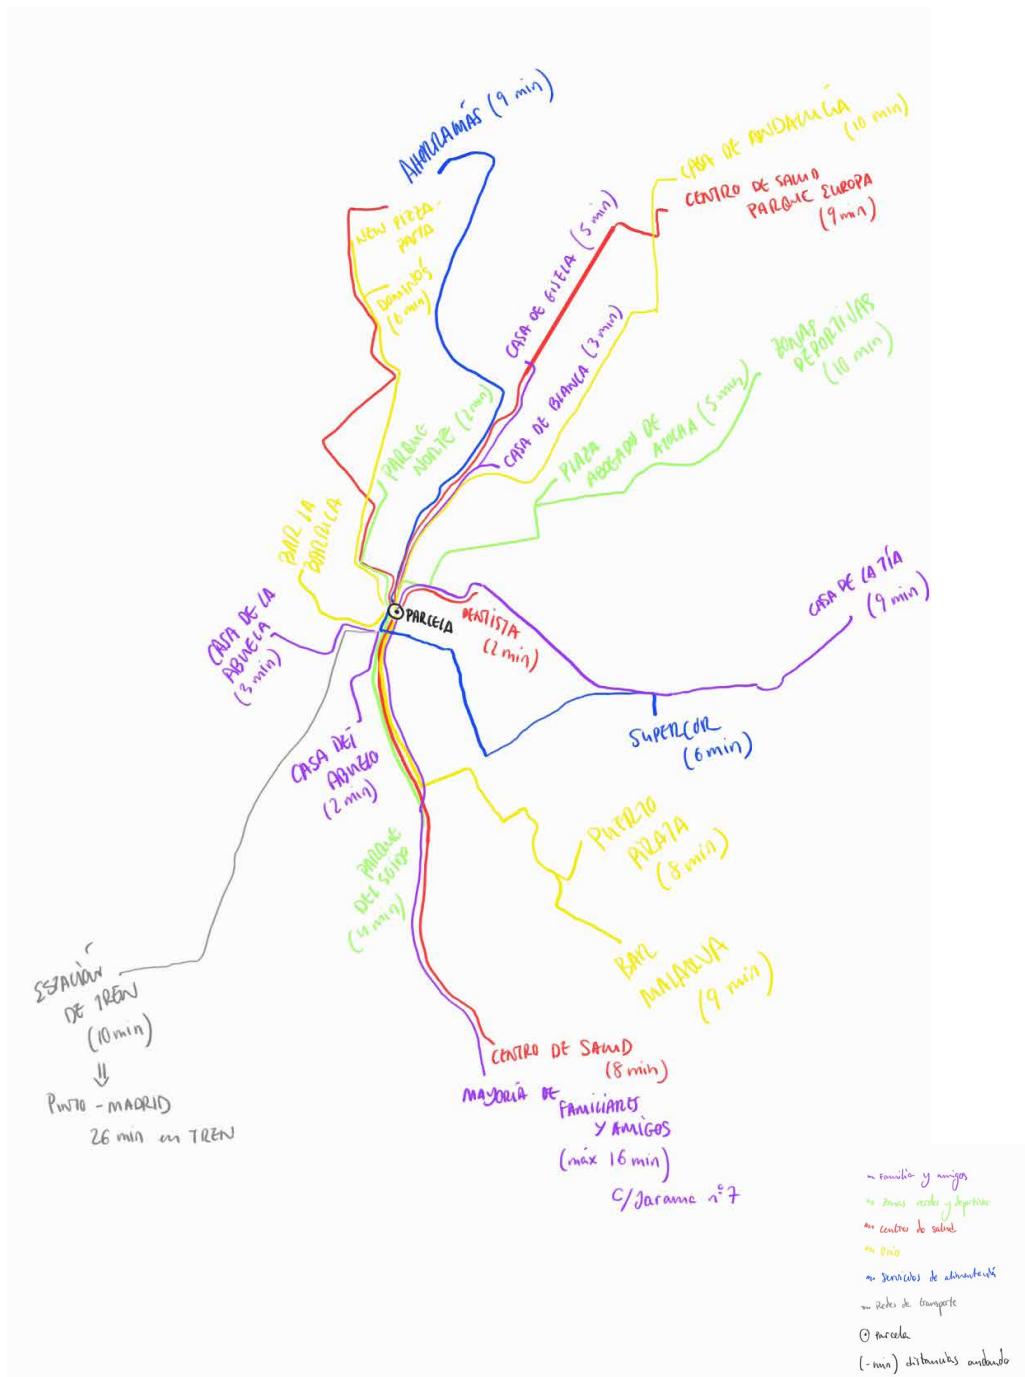 AHORRAMÁS (9 min)
CASA DE ANDALUCÍA
(10 min)
CENTRO DE SALUD
PARQUE EUROPA
(9 min)
NEW PIZZA-
PASTA
DOMINOS
(6 min)
CASA DE GISELA (5 min)
CASA DE BLANCA (3 min)
ZONAS
DEPORTIVAS
(10 min)
PARQUE
NORTE (2 min)
PLAZA
ABOGADO DE
ATOCHA (5 min)
BAR LA
BARRICA
CASA DE LA TÍA
(9 min)
CASA DE LA
ABUELA
(3 min)
PARCELA
DENTISTA
(2 min)
SUPERCOR
(6 min)
CASA DEL
ABUELO
(2 min)
PUERTO
PIRATA
(8 min)
PARQUE
DEL
(4 min)
BAR
MALAQUVA
(9 min)
ESTACIÓN
DE TREN
(10 min)
PINTO - MADRID
26 min en TREN
CENTRO DE SALUD
(8 min)
MAYORÍA DE
FAMILIARES
Y AMIGOS
(máx 16 min)
C/Jarama nº7
Familia y amigos
Zonas verdes y deportivas
Centros de salud
Ocio
Servicios de alimentación
Redes de transporte
Parcela
(-min) distancias andando